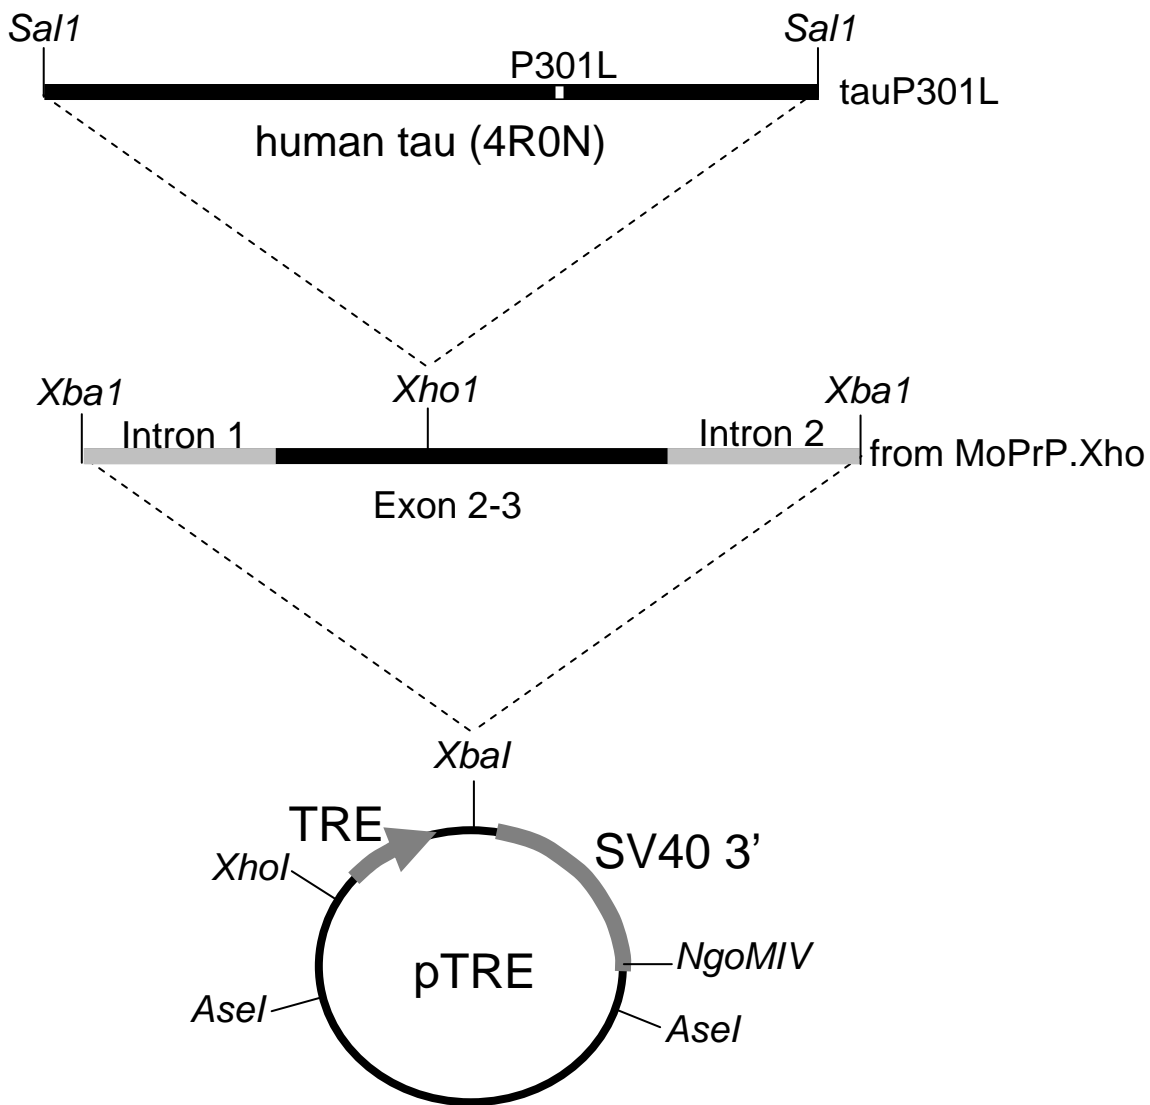 Sal1
Sal1
P301L
tauP301L
human tau (4R0N)
Xba1
Xho1
Xba1
Intron 1
Intron 2
from MoPrP.Xho
Exon 2-3
XbaI
TRE
SV40 3’
XhoI
pTRE
NgoMIV
AseI
AseI